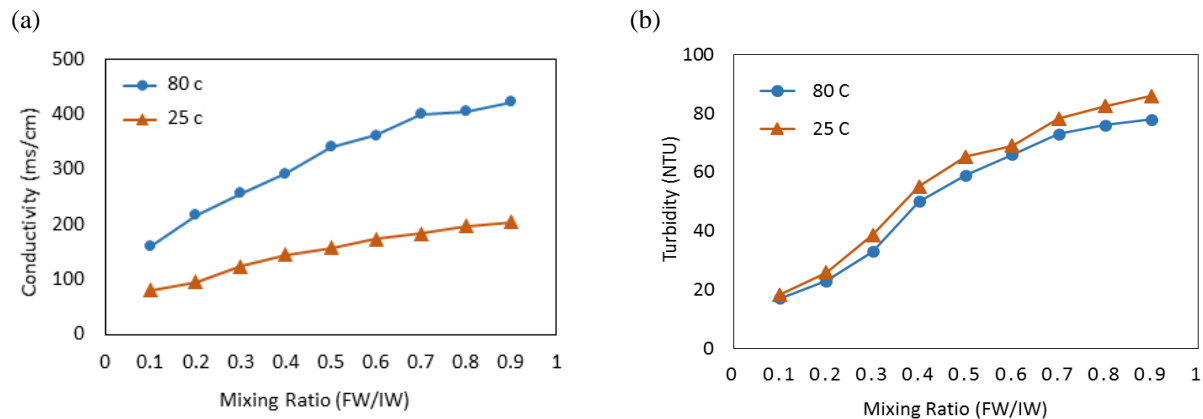 (a)
500
400
300
200
100
0
Conductivity (ms/cm)
80 c
25 c
0 0.1 0.2 0.3 0.4 0.5 0.6 0.7 0.8 0.9 1
Mixing Ratio (FW/IW)
(b)
100
80
60
40
20
0
Turbidity (NTU)
80 C
25 C
0 0.1 0.2 0.3 0.4 0.5 0.6 0.7 0.8 0.9 1
Mixing Ratio (FW/IW)